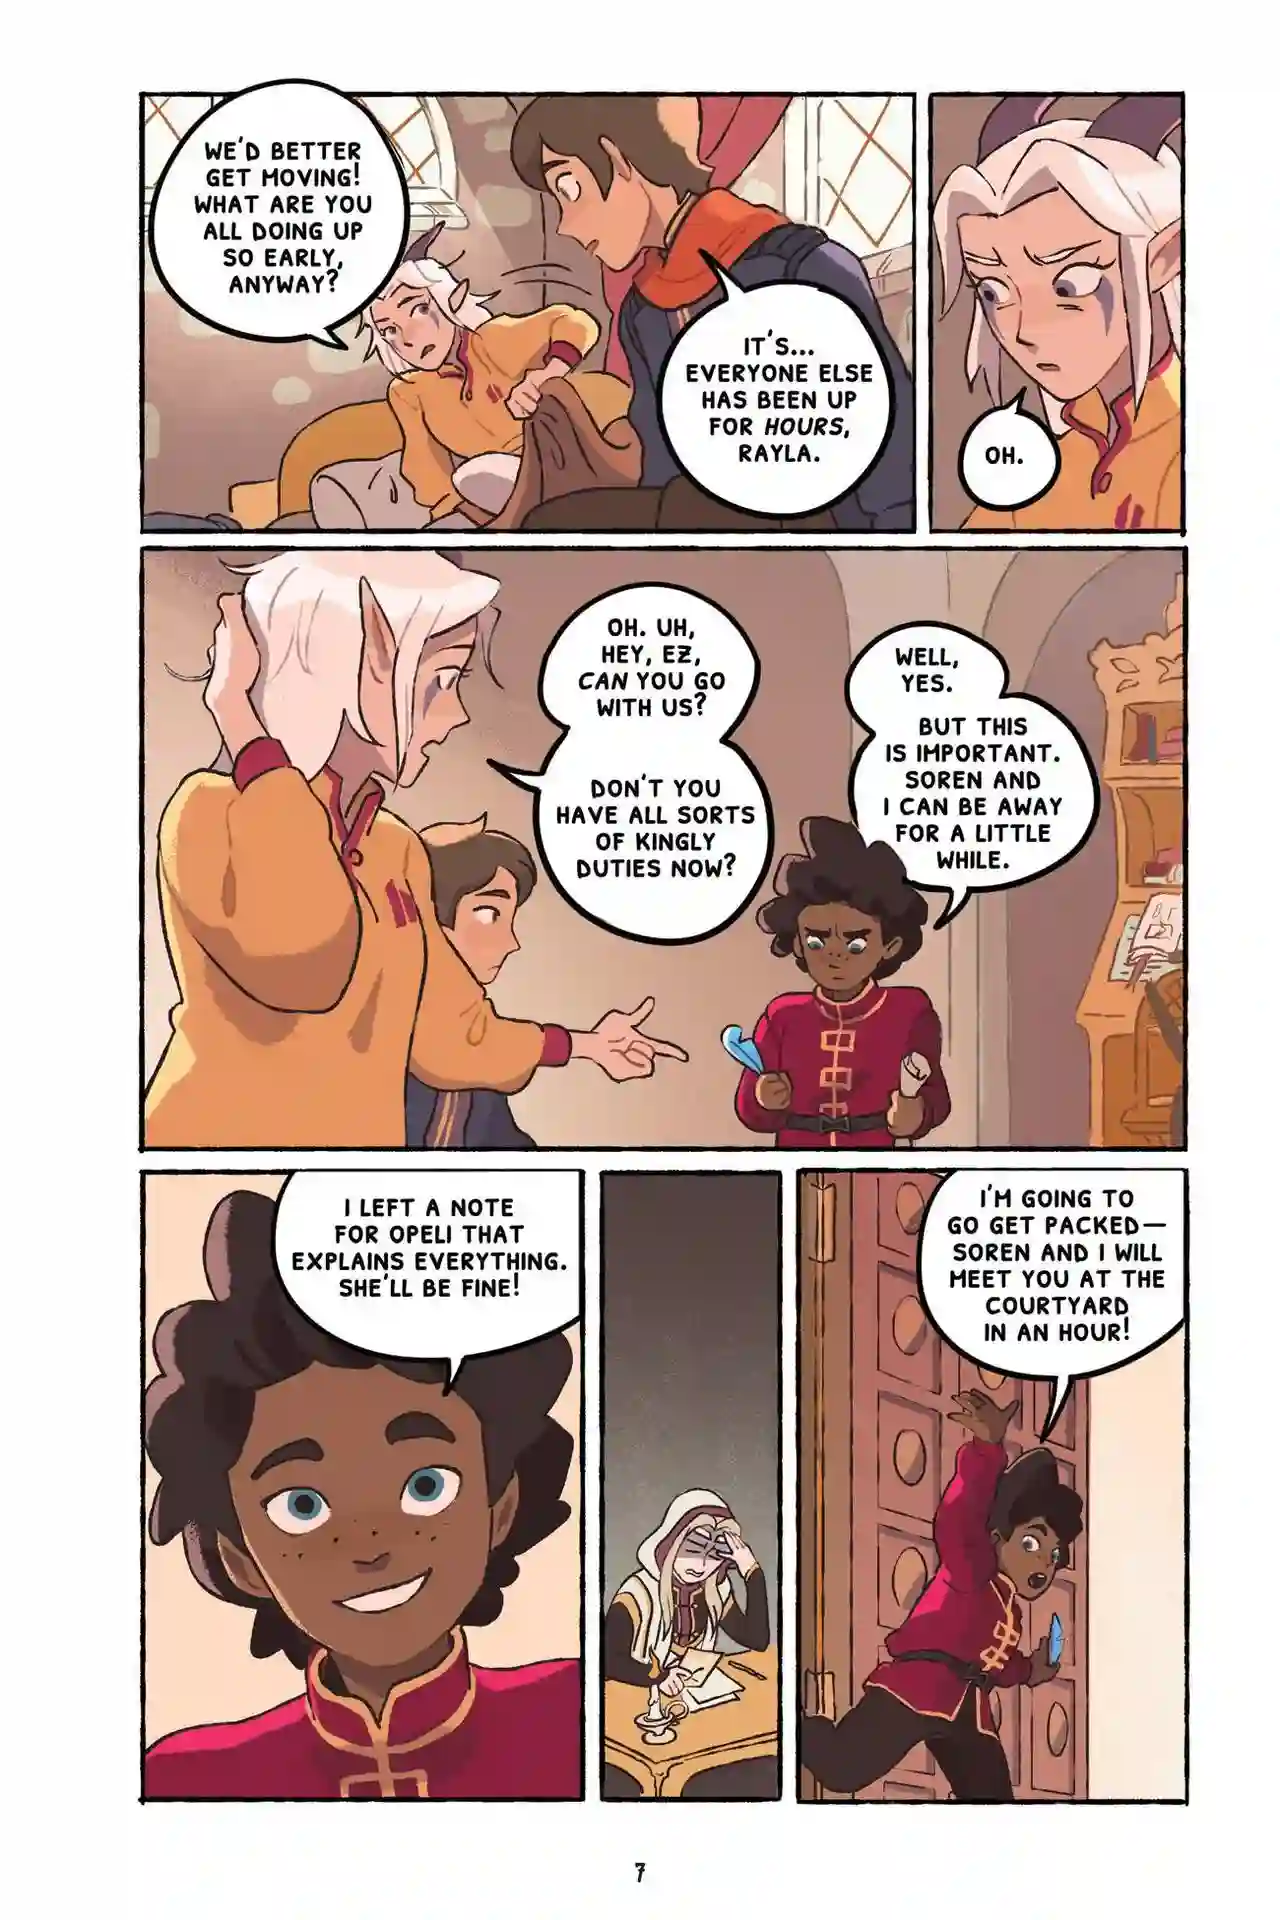 WE'D BETTER
GET MOVING!
WHAT ARE YOU
ALL DOING UP
SO EARLY,
ANYWAY?
IT'S...
EVERYONE ELSE
HAS BEEN UP
FOR HOURS,
RAYLA.
OH.
OH. UH,
HEY, EZ,
CAN YOU GO
WITH US?
DON'T YOU
HAVE ALL SORTS
OF KINGLY
DUTIES NOW?
WELL,
YES.
BUT THIS
IS IMPORTANT.
SOREN AND
I CAN BE AWAY
FOR A LITTLE
WHILE.
I LEFT A NOTE
FOR OPELI THAT
EXPLAINS EVERYTHING.
SHE'LL BE FINE!
I'M GOING TO
GO GET PACKED—
SOREN AND I WILL
MEET YOU AT THE
COURTYARD
IN AN HOUR!
7